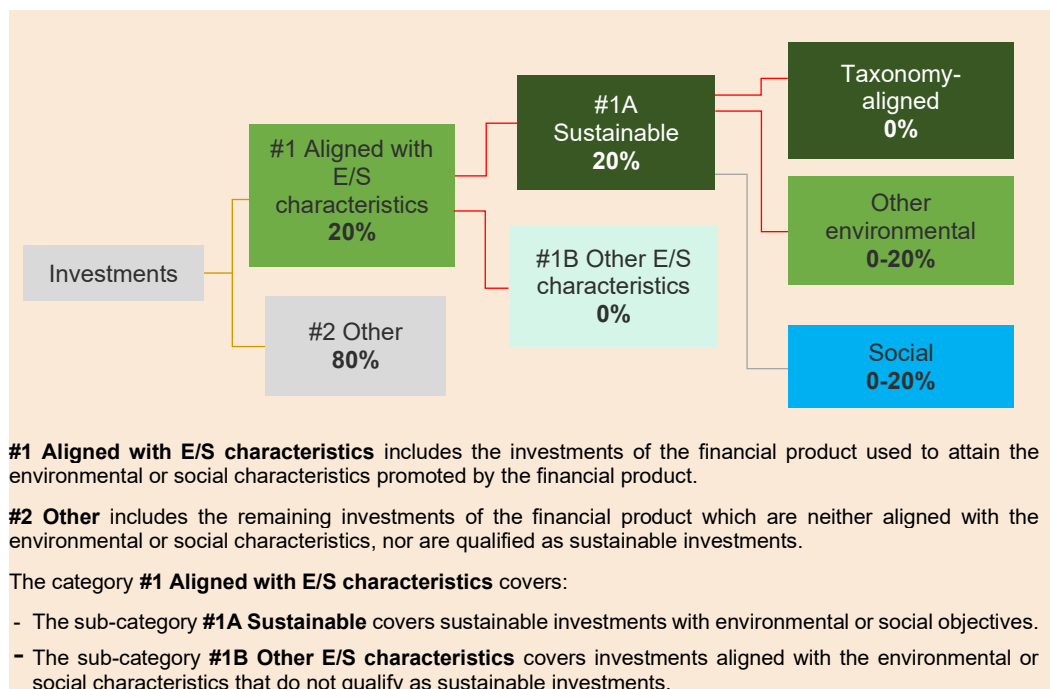 Investments
#1 Aligned with
E/S
characteristics
20%
#2 Other
80%
#1A
Sustainable
20%
#1B Other E/S
characteristics
0%
Taxonomy-
aligned
0%
Other
environmental
0-20%
Social
0-20%
#1 Aligned with E/S characteristics includes the investments of the financial product used to attain the
environmental or social characteristics promoted by the financial product.
#2 Other includes the remaining investments of the financial product which are neither aligned with the
environmental or social characteristics, nor are qualified as sustainable investments.
The category #1 Aligned with E/S characteristics covers:
- The sub-category #1A Sustainable covers sustainable investments with environmental or social objectives.
- The sub-category #1B Other E/S characteristics covers investments aligned with the environmental or
social characteristics that do not qualify as sustainable investments.